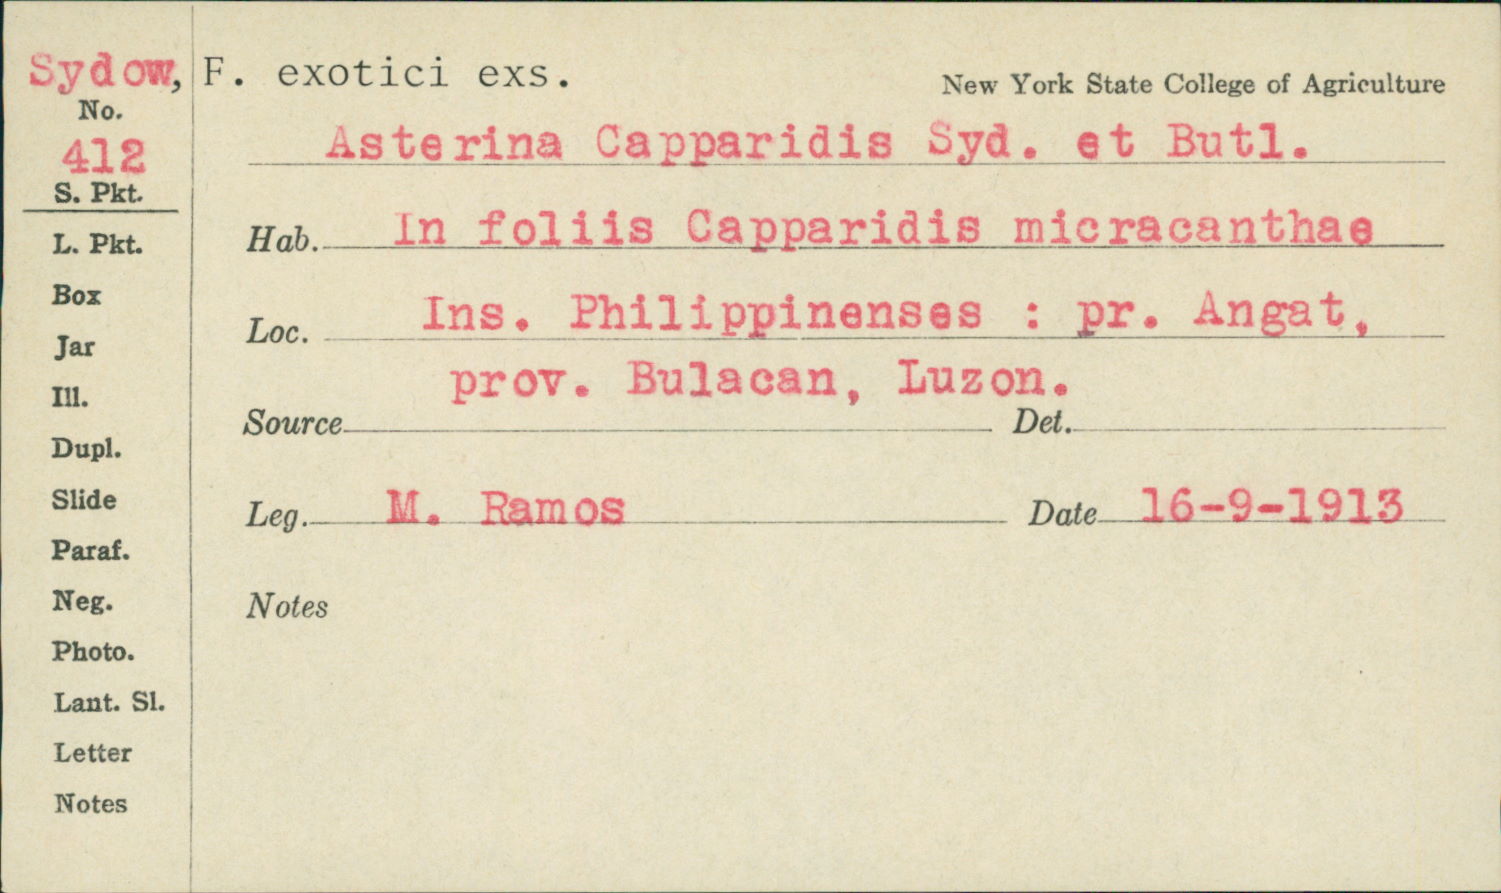 Sydow, F. exotici exs.
New York State College of Agriculture
No.
412
Asterina Capparidis Syd. et Butl.
S. Pkt.
Hab. In foliis Capparidis micracanthae
L. Pkt.
Box
Loc. Ins. Philippinenses : pr. Angat,
Jar
prov. Bulacan, Luzon.
Ill.
Source Det.
Dupl.
Slide
Leg. M. Ramos Date 16-9-1913
Paraf.
Neg.
Notes
Photo.
Lant. Sl.
Letter
Notes